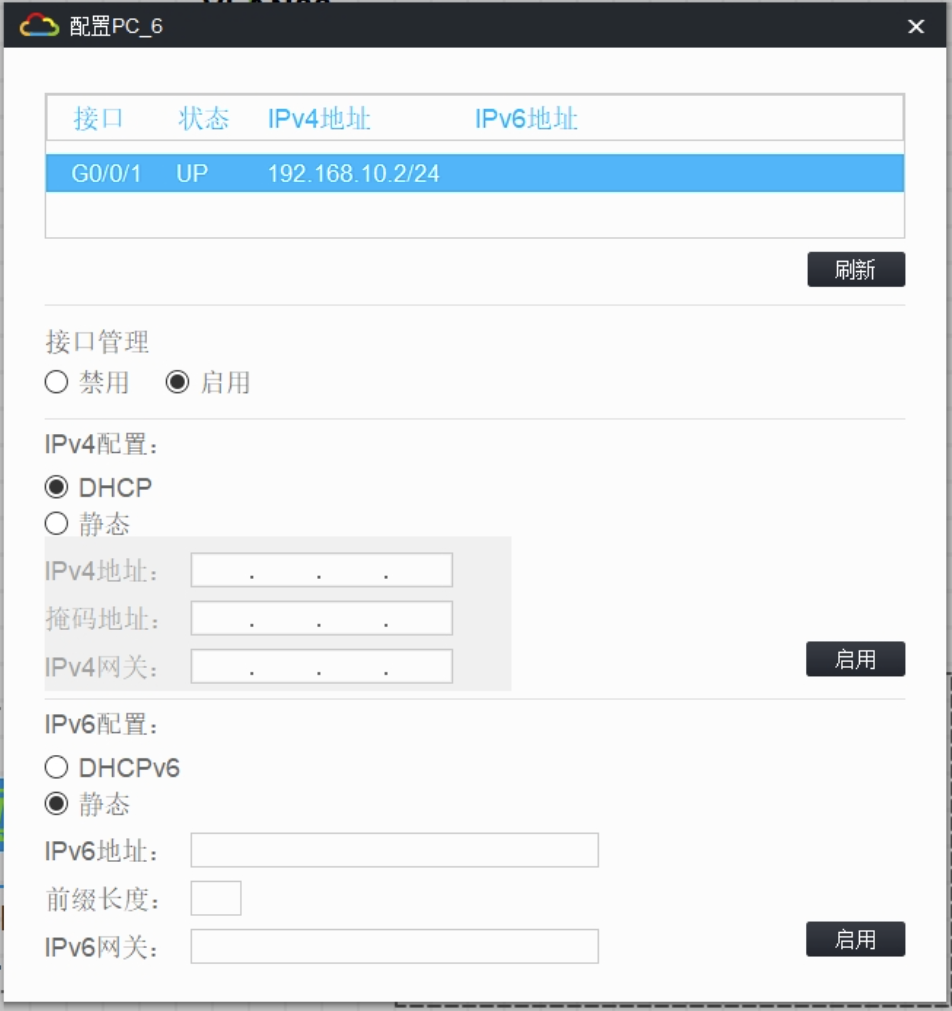 配置PC_6
接口 状态 IPv4地址 IPv6地址
G0/0/1 UP 192.168.10.2/24
刷新
接口管理
禁用 启用
IPv4配置：
DHCP
静态
IPv4地址： . . .
掩码地址： . . .
IPv4网关： . . .
启用
IPv6配置：
DHCPv6
静态
IPv6地址：
前缀长度：
IPv6网关：
启用